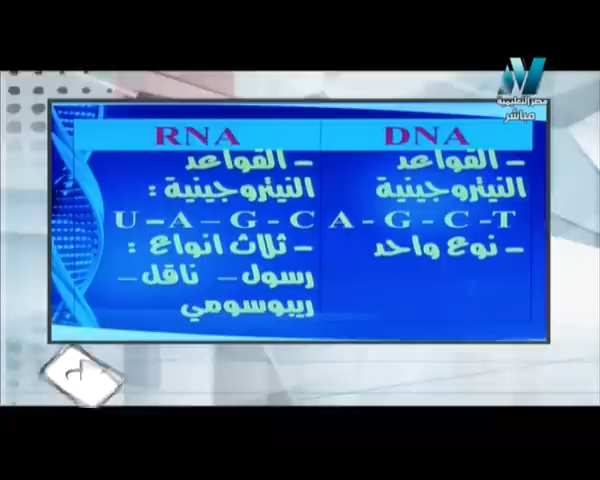 مصر التعليمية
مباشر
DNA
– القواعد
النيتروجينية
A - G - C - T
– نوع واحد
RNA
– القواعد
النيتروجينية :
U – A – G - C
– ثلاث انواع :
رسول – ناقل –
ريبوسومي